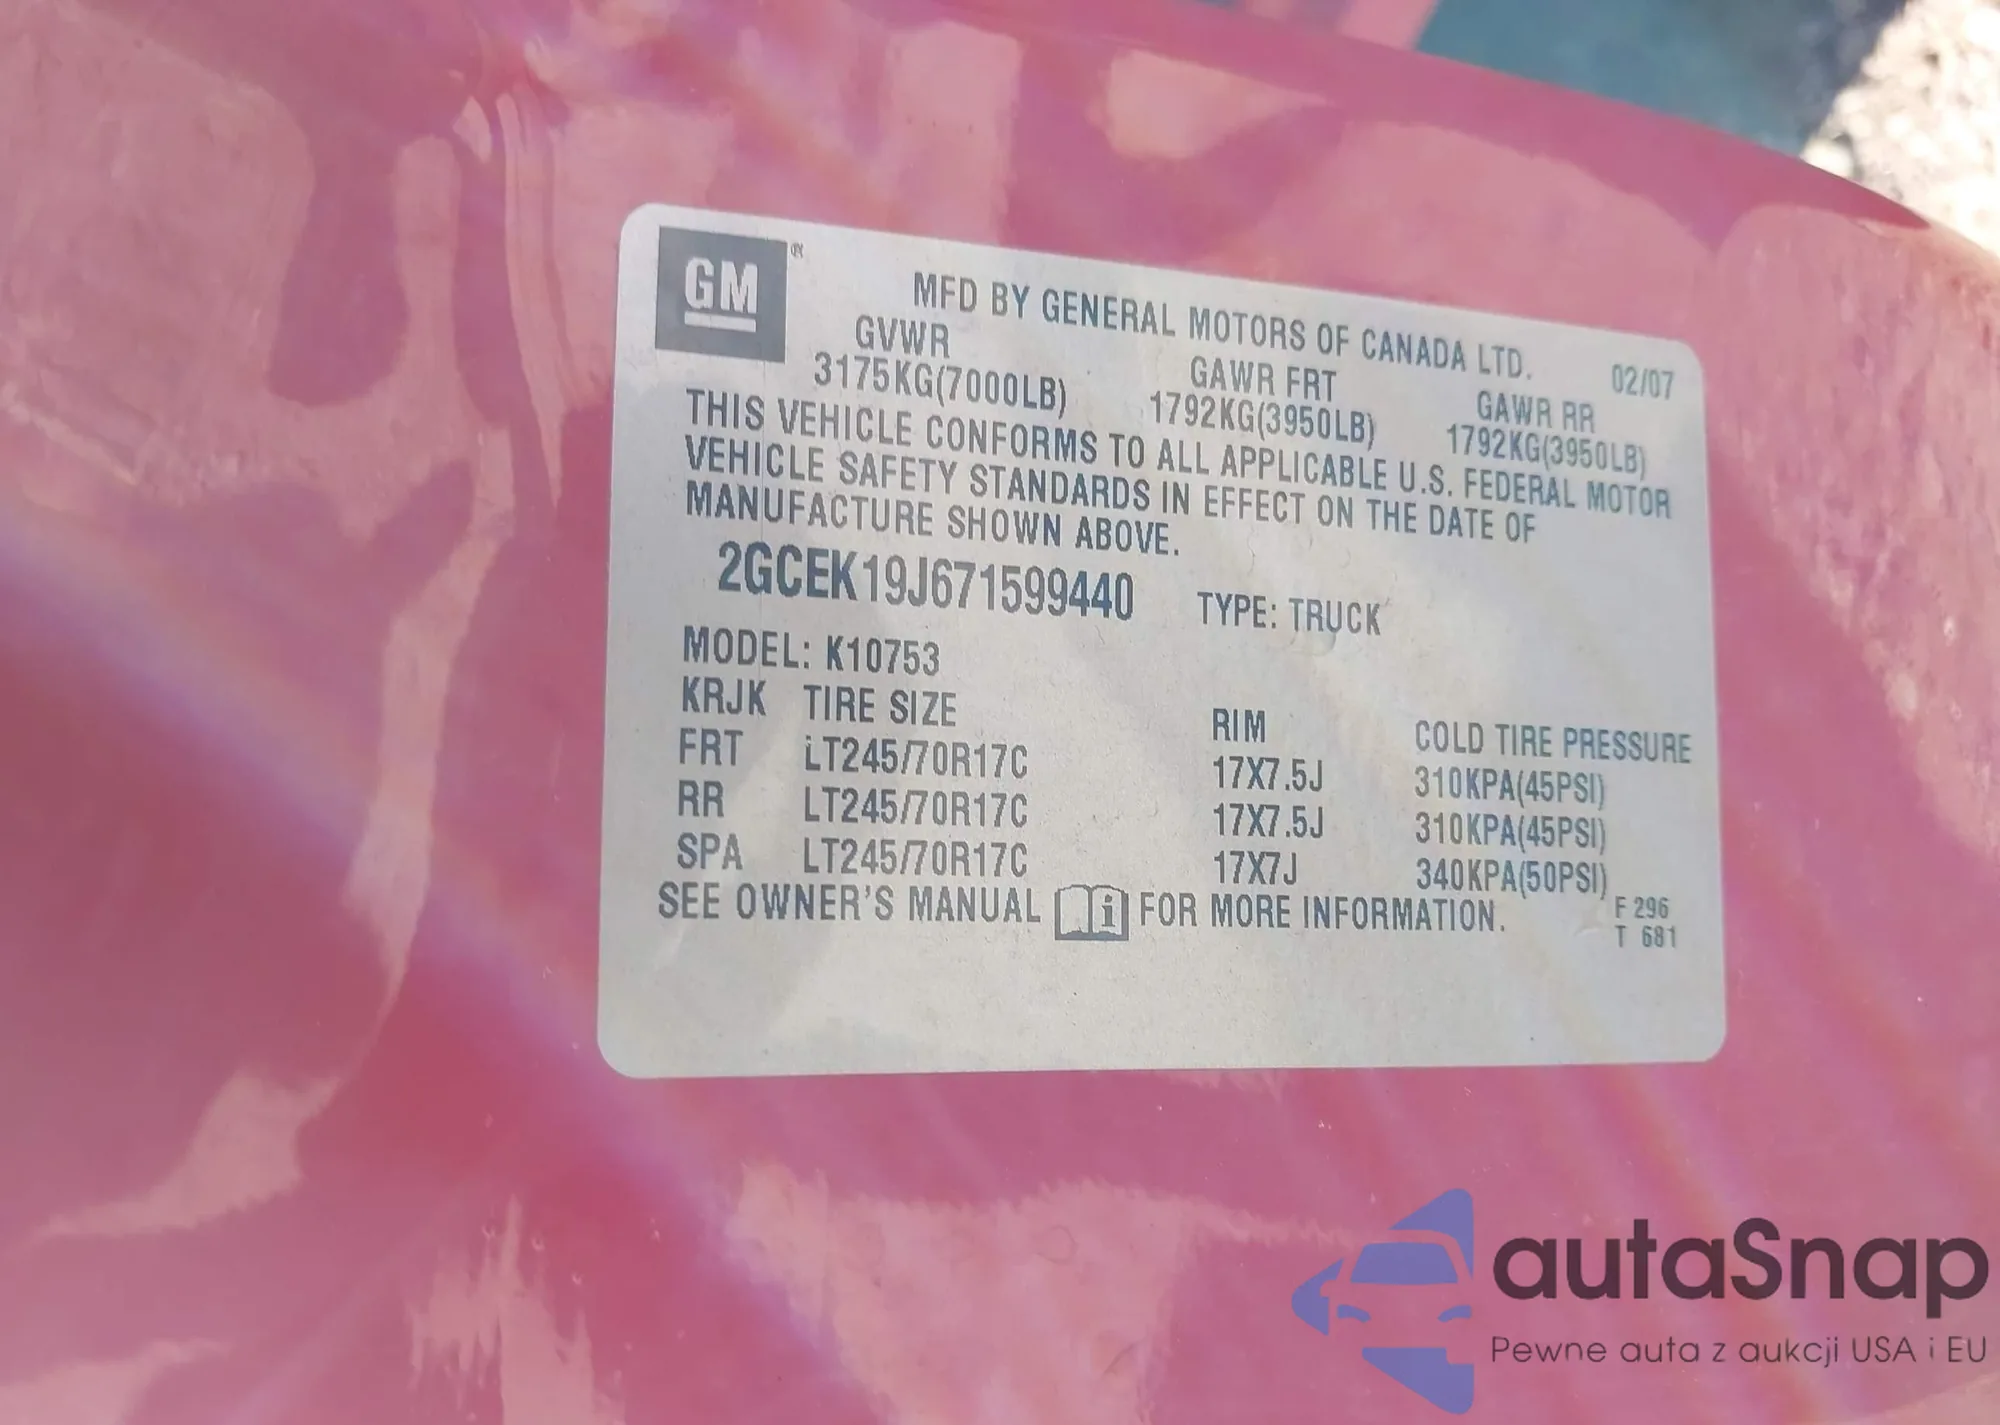 GM®
MFD BY GENERAL MOTORS OF CANADA LTD. 02/07
GVWR GAWR FRT GAWR RR
3175KG(7000LB) 1792KG(3950LB) 1792KG(3950LB)
THIS VEHICLE CONFORMS TO ALL APPLICABLE U.S. FEDERAL MOTOR
VEHICLE SAFETY STANDARDS IN EFFECT ON THE DATE OF
MANUFACTURE SHOWN ABOVE.
2GCEK19J671599440 TYPE: TRUCK
MODEL: K10753
KRJK TIRE SIZE RIM COLD TIRE PRESSURE
FRT LT245/70R17C 17X7.5J 310KPA(45PSI)
RR LT245/70R17C 17X7.5J 310KPA(45PSI)
SPA LT245/70R17C 17X7J 340KPA(50PSI)
SEE OWNER'S MANUAL i FOR MORE INFORMATION.
F 296
T 681
autaSnap
Pewne auta z aukcji USA i EU